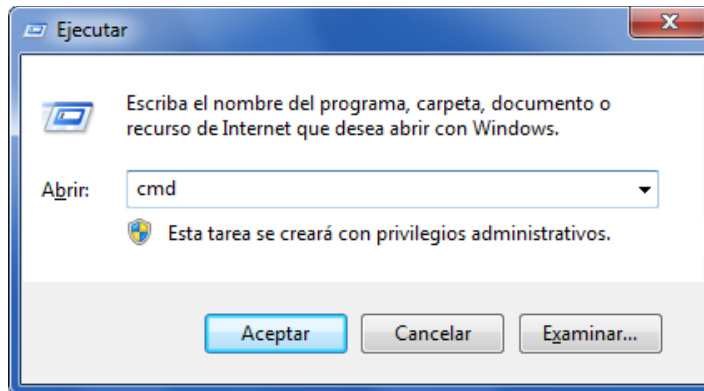 Ejecutar
Escriba el nombre del programa, carpeta, documento o
recurso de Internet que desea abrir con Windows.
Abrir: cmd
Esta tarea se creará con privilegios administrativos.
Aceptar Cancelar Examinar...